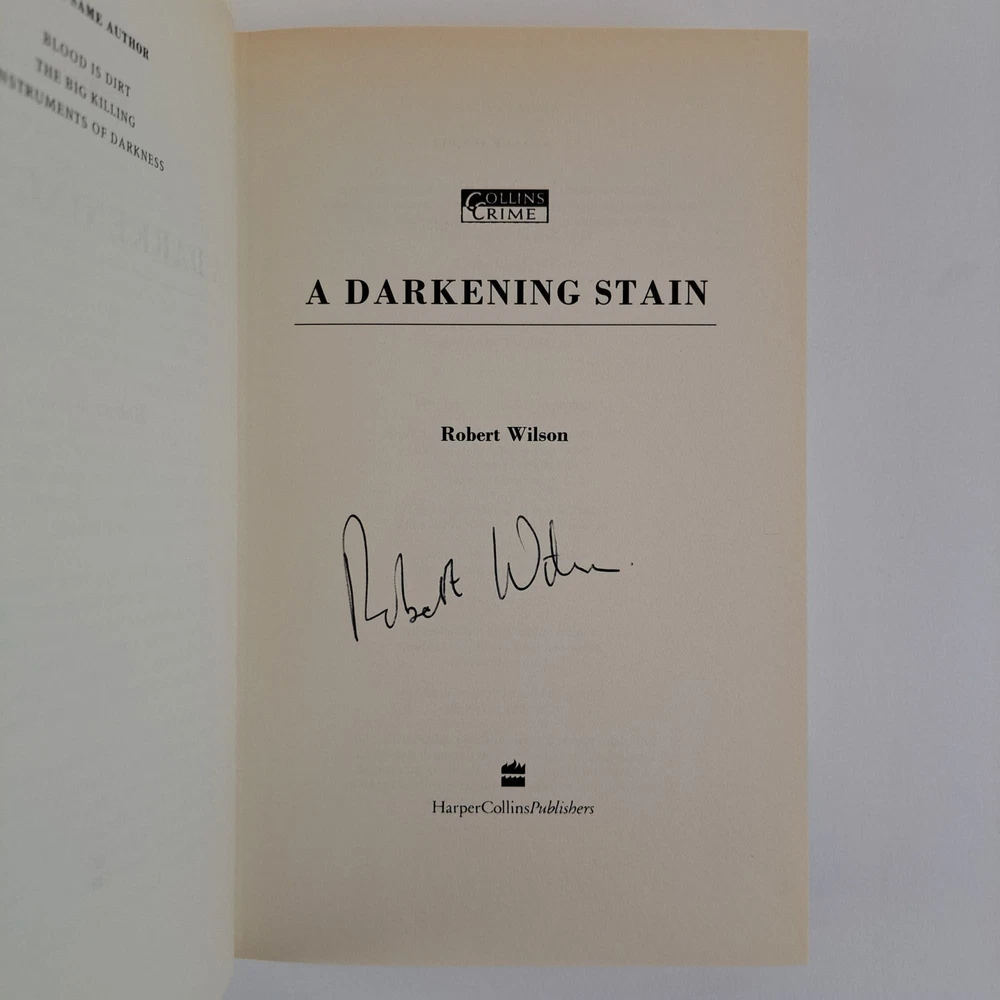 SAME AUTHOR
BLOOD IS DIRT
THE BIG KILLING
INSTRUMENTS OF DARKNESS
COLLINS
CRIME
A DARKENING STAIN
Robert Wilson
Robert Wilson
HarperCollinsPublishers